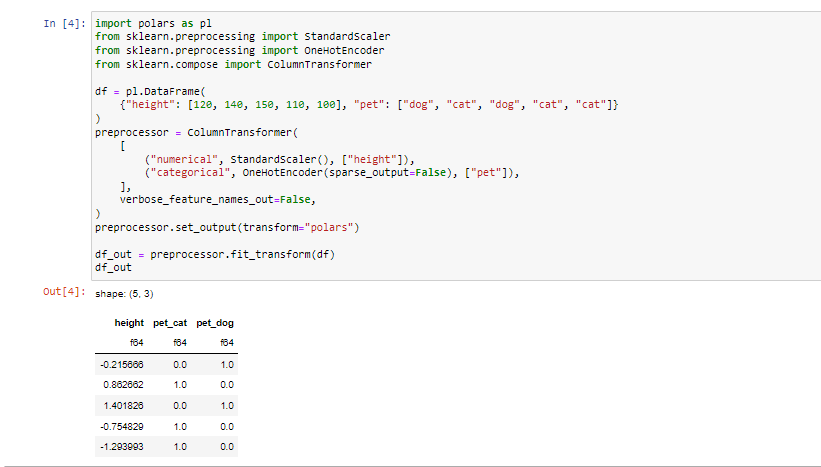 In [4]: import polars as pl
from sklearn.preprocessing import StandardScaler
from sklearn.preprocessing import OneHotEncoder
from sklearn.compose import ColumnTransformer
df = pl.DataFrame(
{"height": [120, 140, 150, 110, 100], "pet": ["dog", "cat", "dog", "cat", "cat"]}
)
preprocessor = ColumnTransformer(
[
("numerical", StandardScaler(), ["height"]),
("categorical", OneHotEncoder(sparse_output=False), ["pet"]),
],
verbose_feature_names_out=False,
)
preprocessor.set_output(transform="polars")
df_out = preprocessor.fit_transform(df)
df_out
Out[4]: shape: (5, 3)
height pet_cat pet_dog
f64 f64 f64
-0.215666 0.0 1.0
0.862662 1.0 0.0
1.401826 0.0 1.0
-0.754829 1.0 0.0
-1.293993 1.0 0.0